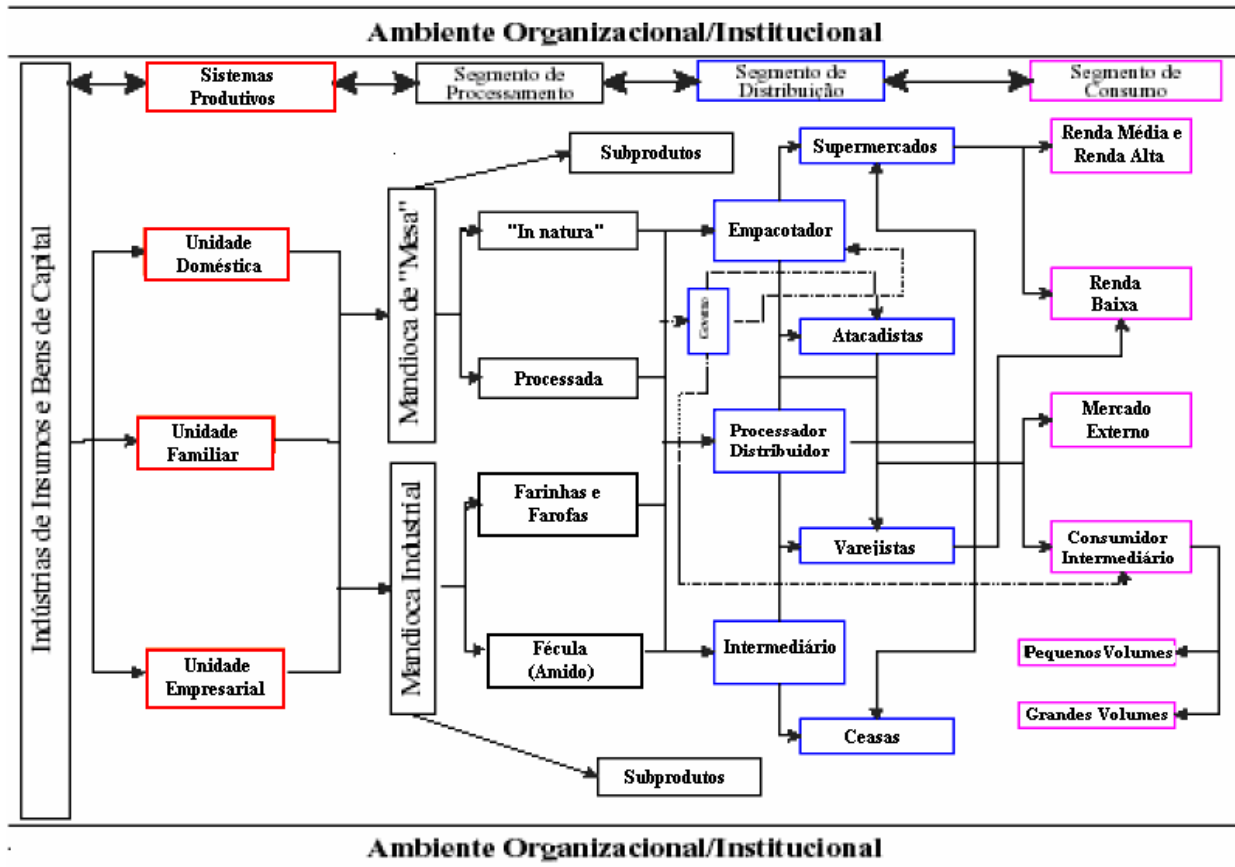 Ambiente Organizacional/Institucional
Sistemas
Produtivos
Segmento de
Processamento
Segmento de
Distribuição
Segmento de
Consumo
Indústrias de Insumos e Bens de Capital
Unidade
Doméstica
Unidade
Familiar
Unidade
Empresarial
Mandioca de "Mesa"
Mandioca Industrial
Subprodutos
"In natura"
Processada
Farinhas e
Farofas
Fécula
(Amido)
Subprodutos
Governo
Empacotador
Processador
Distribuidor
Intermediário
Supermercados
Atacadistas
Varejistas
Ceasas
Renda Média e
Renda Alta
Renda
Baixa
Mercado
Externo
Consumidor
Intermediário
Pequenos Volumes
Grandes Volumes
Ambiente Organizacional/Institucional